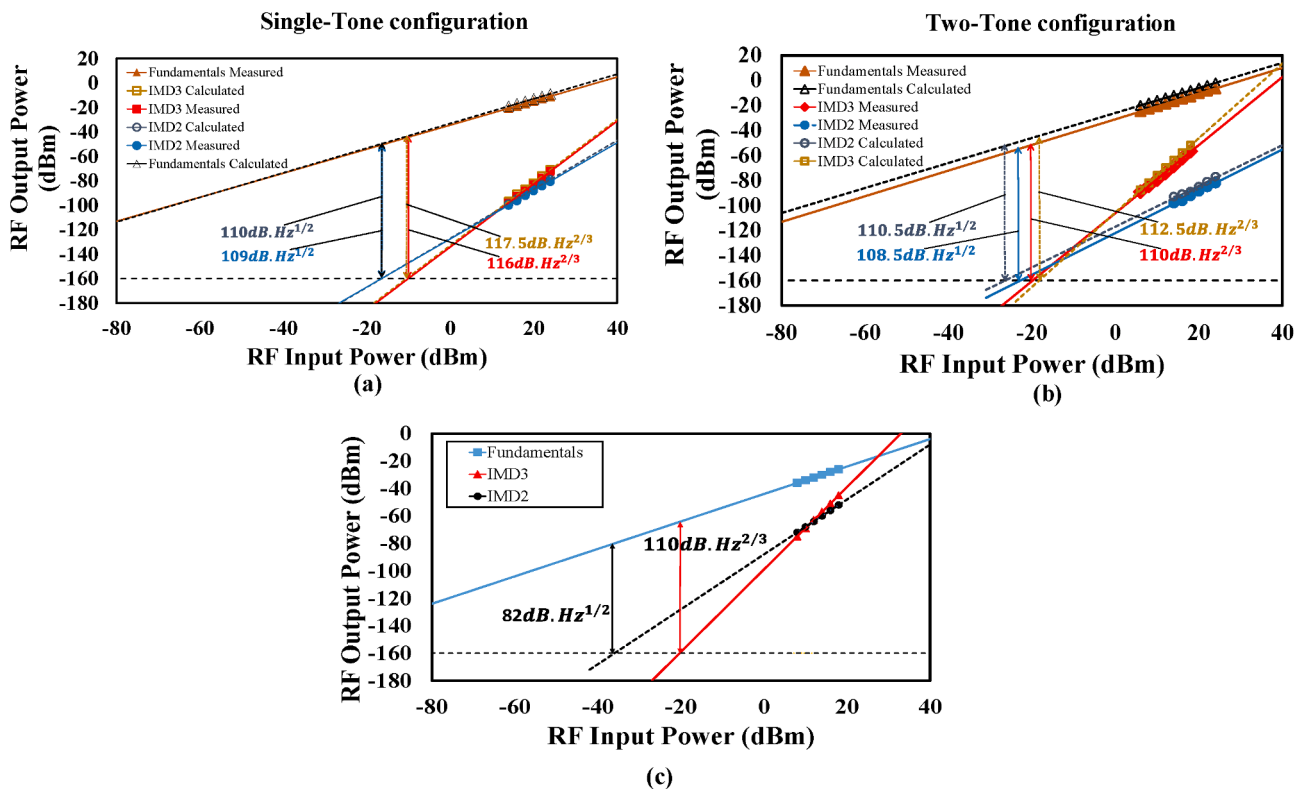 Single-Tone configuration
20
0
-20
-40
-60
-80
-100
-120
-140
-160
-180
RF Output Power
(dBm)
Fundamentals Measured
IMD3 Calculated
IMD3 Measured
IMD2 Calculated
IMD2 Measured
Fundamentals Calculated
110dB.Hz^1/2
109dB.Hz^1/2
117.5dB.Hz^2/3
116dB.Hz^2/3
-80 -60 -40 -20 0 20 40
RF Input Power (dBm)
(a)
Two-Tone configuration
20
0
-20
-40
-60
-80
-100
-120
-140
-160
-180
RF Output Power
(dBm)
Fundamentals Measured
Fundamentals Calculated
IMD3 Measured
IMD2 Measured
IMD2 Calculated
IMD3 Calculated
110.5dB.Hz^1/2
108.5dB.Hz^1/2
112.5dB.Hz^2/3
110dB.Hz^2/3
-80 -60 -40 -20 0 20 40
RF Input Power (dBm)
(b)
0
-20
-40
-60
-80
-100
-120
-140
-160
-180
RF Output Power (dBm)
Fundamentals
IMD3
IMD2
110dB.Hz^2/3
82dB.Hz^1/2
-80 -60 -40 -20 0 20 40
RF Input Power (dBm)
(c)